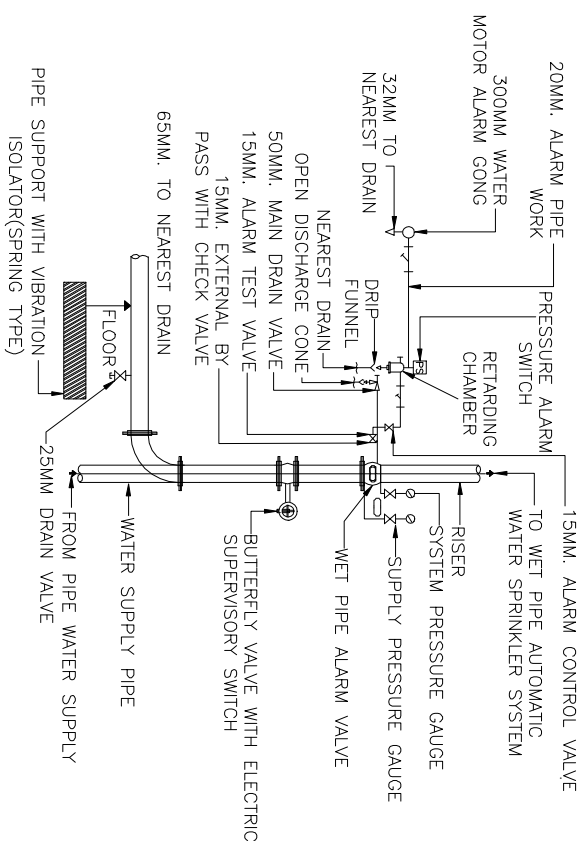 15MM. ALARM CONTROL VALVE
TO WET PIPE AUTOMATIC
WATER SPRINKLER SYSTEM
PRESSURE ALARM
SWITCH
20MM. ALARM PIPE
WORK
300MM WATER
MOTOR ALARM GONG
RETARDING
CHAMBER
PS
RISER
SYSTEM PRESSURE GAUGE
SUPPLY PRESSURE GAUGE
WET PIPE ALARM VALVE
BUTTERFLY VALVE WITH ELECTRIC
SUPERVISORY SWITCH
32MM TO
NEAREST DRAIN
DRIP
FUNNEL
NEAREST DRAIN
OPEN DISCHARGE CONE
50MM. MAIN DRAIN VALVE
15MM. ALARM TEST VALVE
15MM. EXTERNAL BY
PASS WITH CHECK VALVE
65MM. TO NEAREST DRAIN
FLOOR
PIPE SUPPORT WITH VIBRATION
ISOLATOR(SPRING TYPE)
WATER SUPPLY PIPE
FROM PIPE WATER SUPPLY
25MM DRAIN VALVE